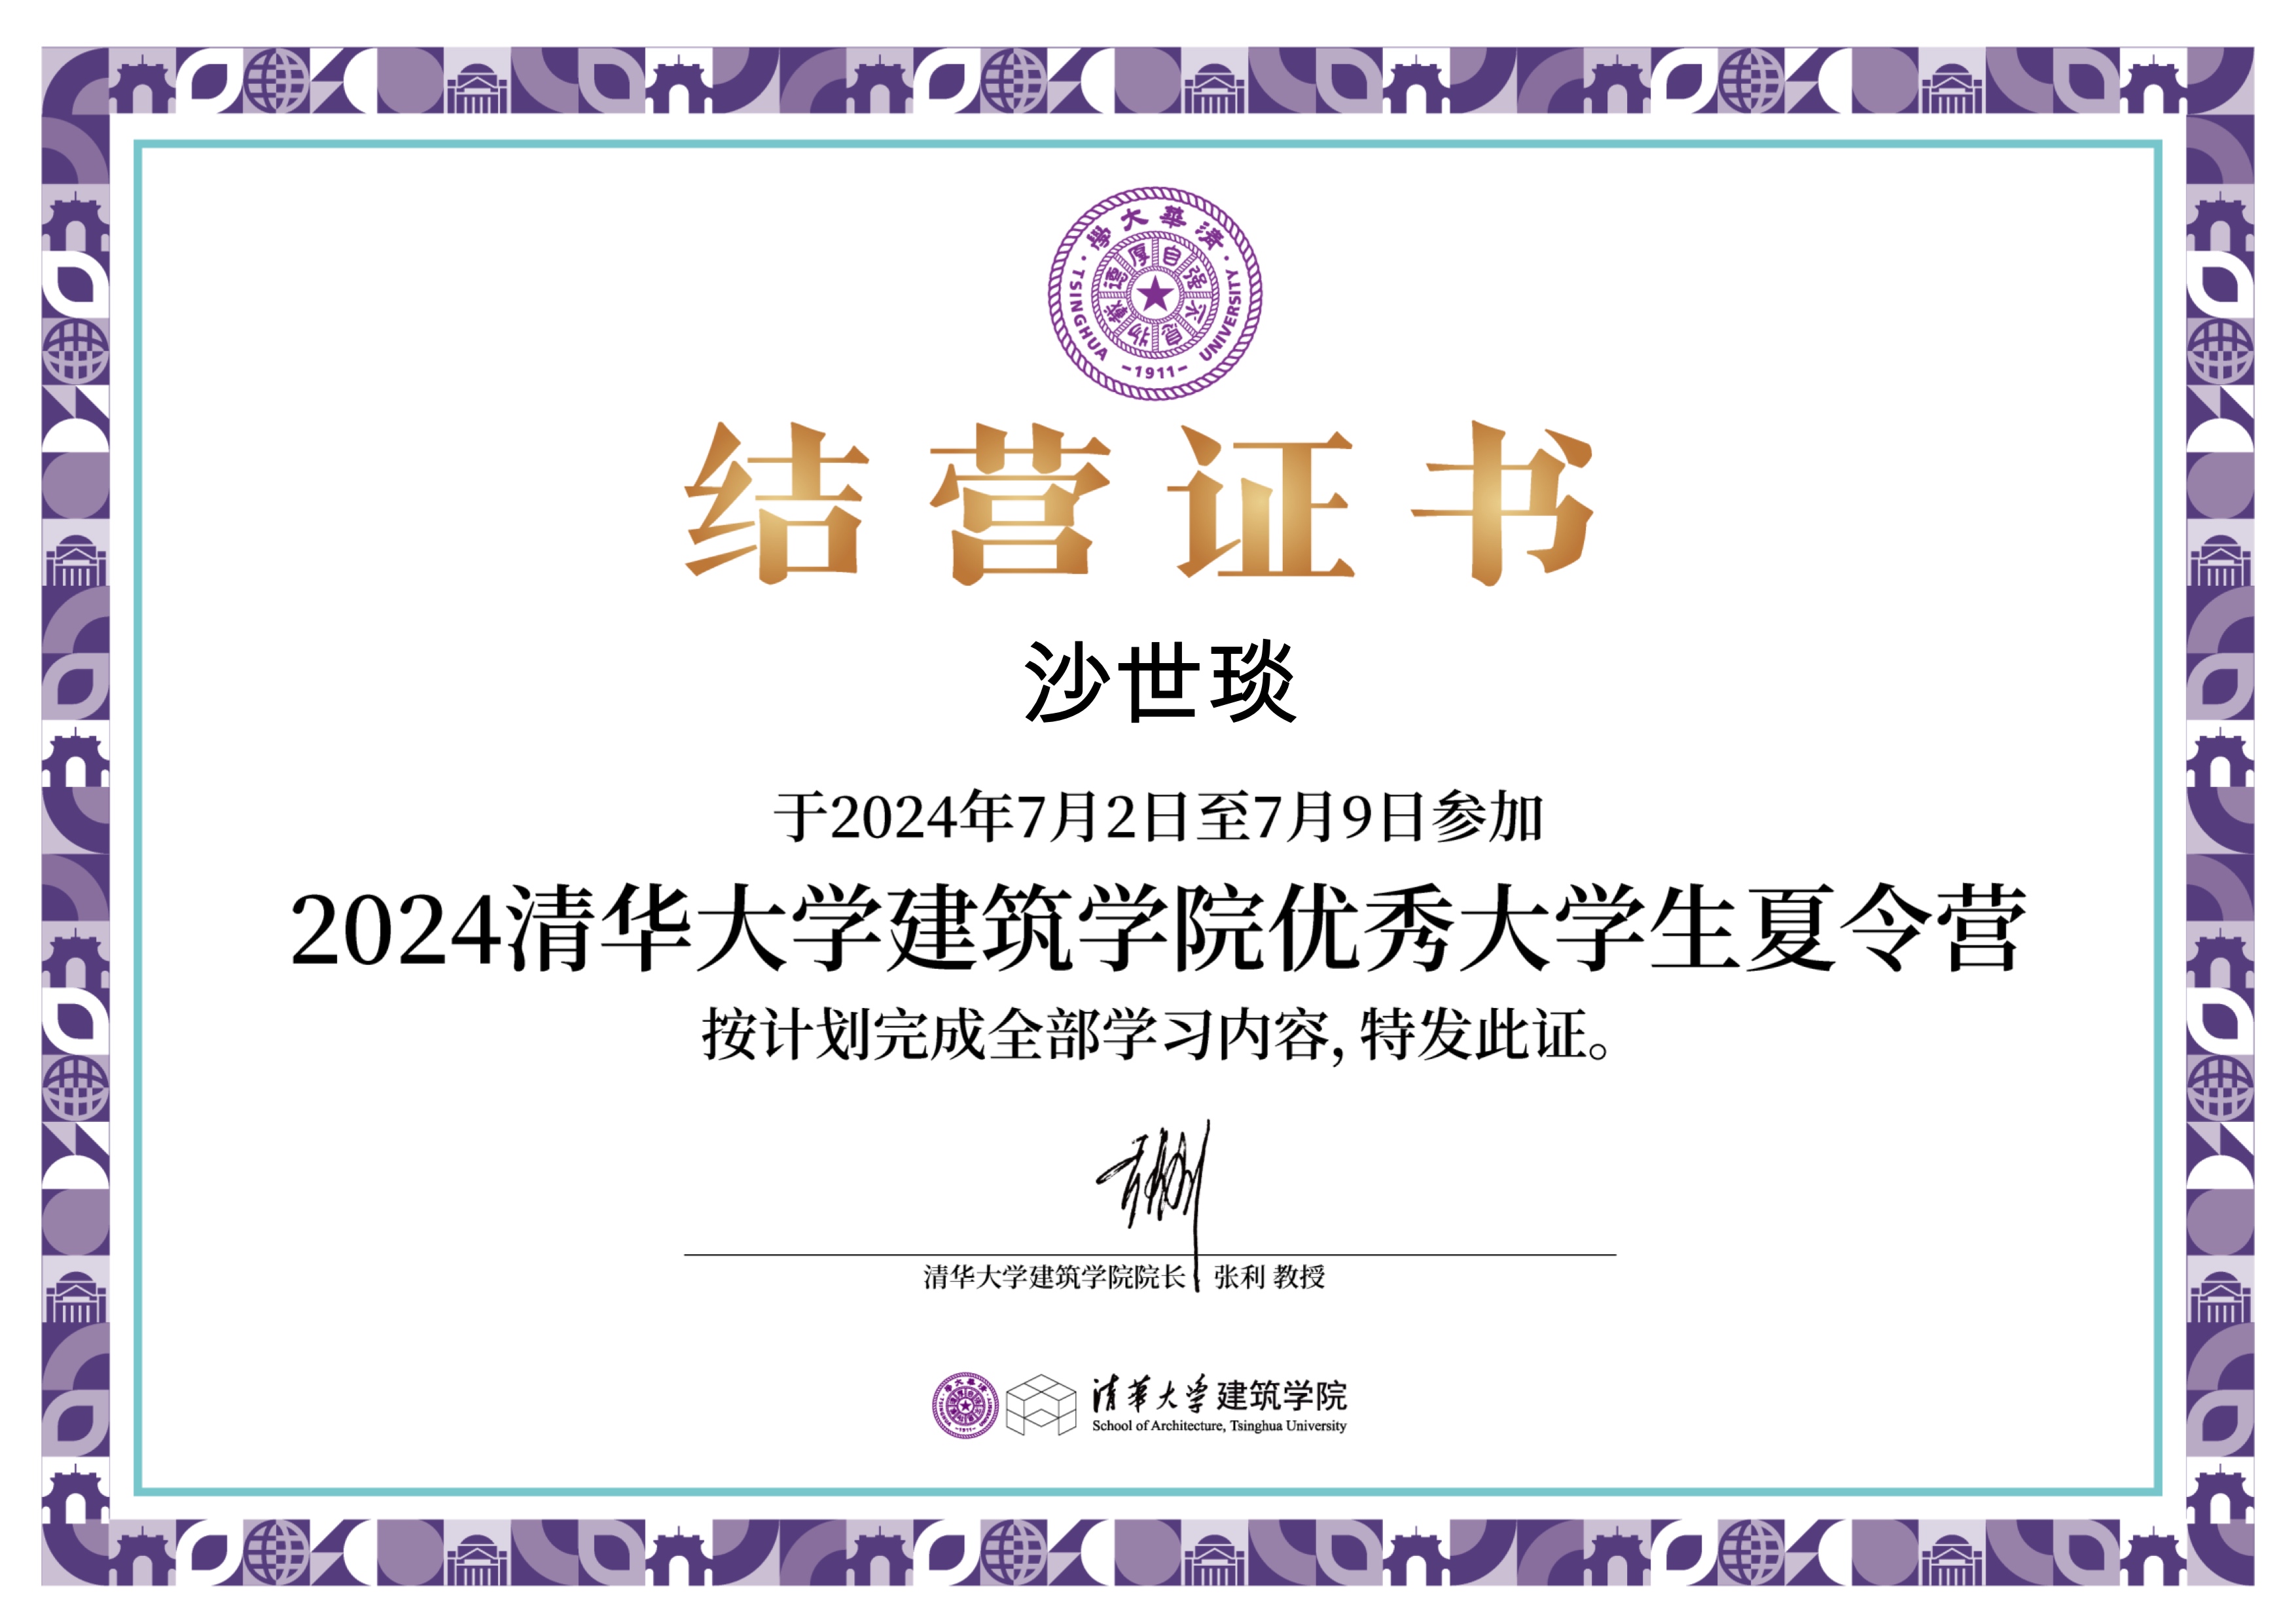 清華大學
TSINGHUA UNIVERSITY
自强不息
厚德載物
-1911-
结营证书
沙世琰
于2024年7月2日至7月9日参加
2024清华大学建筑学院优秀大学生夏令营
按计划完成全部学习内容，特发此证。
清华大学建筑学院院长 张利 教授
清華大学建筑学院
School of Architecture, Tsinghua University